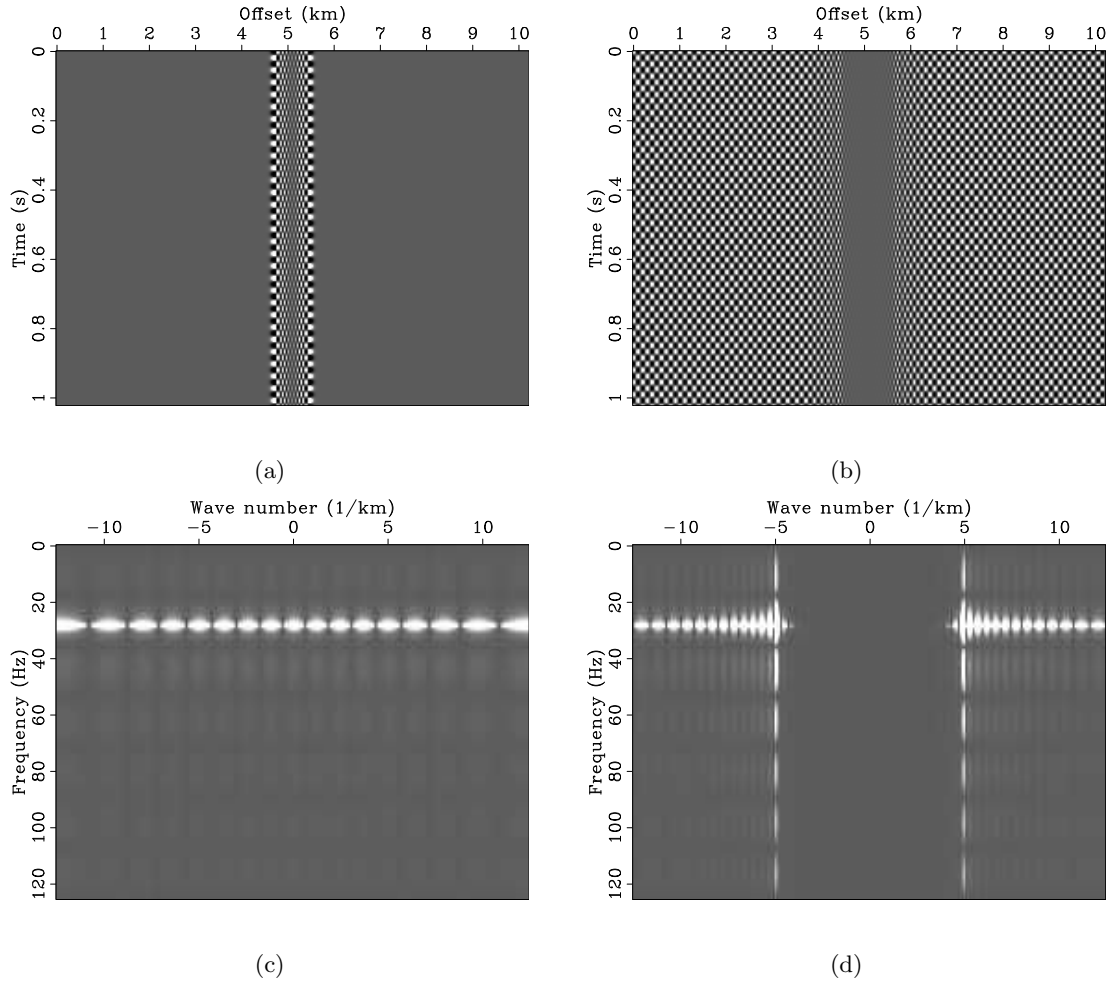 Offset (km)
0 1 2 3 4 5 6 7 8 9 10
Time (s)
0
0.2
0.4
0.6
0.8
1
(a)
Offset (km)
0 1 2 3 4 5 6 7 8 9 10
Time (s)
0
0.2
0.4
0.6
0.8
1
(b)
Wave number (1/km)
−10 −5 0 5 10
Frequency (Hz)
0
20
40
60
80
100
120
(c)
Wave number (1/km)
−10 −5 0 5 10
Frequency (Hz)
0
20
40
60
80
100
120
(d)